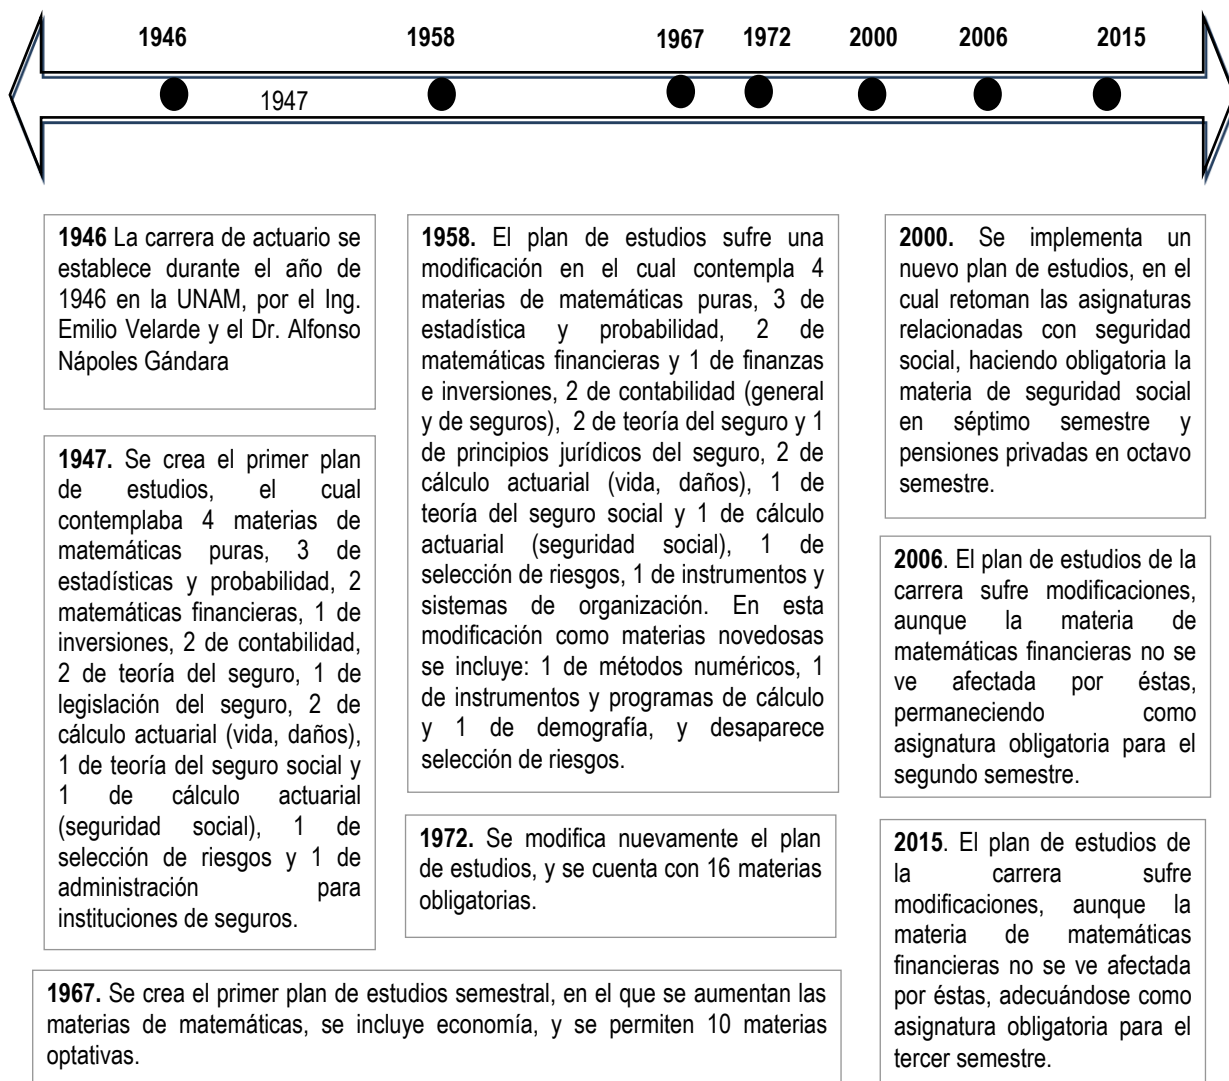 1946 1958 1967 1972 2000 2006 2015
1947
1946 La carrera de actuario se
establece durante el año de
1946 en la UNAM, por el Ing.
Emilio Velarde y el Dr. Alfonso
Nápoles Gándara
1947. Se crea el primer plan
de estudios, el cual
contemplaba 4 materias de
matemáticas puras, 3 de
estadísticas y probabilidad, 2
matemáticas financieras, 1 de
inversiones, 2 de contabilidad,
2 de teoría del seguro, 1 de
legislación del seguro, 2 de
cálculo actuarial (vida, daños),
1 de teoría del seguro social y
1 de cálculo actuarial
(seguridad social), 1 de
selección de riesgos y 1 de
administración para
instituciones de seguros.
1958. El plan de estudios sufre una
modificación en el cual contempla 4
materias de matemáticas puras, 3 de
estadística y probabilidad, 2 de
matemáticas financieras y 1 de finanzas
e inversiones, 2 de contabilidad (general
y de seguros), 2 de teoría del seguro y 1
de principios jurídicos del seguro, 2 de
cálculo actuarial (vida, daños), 1 de
teoría del seguro social y 1 de cálculo
actuarial (seguridad social), 1 de
selección de riesgos, 1 de instrumentos y
sistemas de organización. En esta
modificación como materias novedosas
se incluye: 1 de métodos numéricos, 1
de instrumentos y programas de cálculo
y 1 de demografía, y desaparece
selección de riesgos.
1972. Se modifica nuevamente el plan
de estudios, y se cuenta con 16 materias
obligatorias.
1967. Se crea el primer plan de estudios semestral, en el que se aumentan las
materias de matemáticas, se incluye economía, y se permiten 10 materias
optativas.
2000. Se implementa un
nuevo plan de estudios, en el
cual retoman las asignaturas
relacionadas con seguridad
social, haciendo obligatoria la
materia de seguridad social
en séptimo semestre y
pensiones privadas en octavo
semestre.
2006. El plan de estudios de la
carrera sufre modificaciones,
aunque la materia de
matemáticas financieras no se
ve afectada por éstas,
permaneciendo como
asignatura obligatoria para el
segundo semestre.
2015. El plan de estudios de
la carrera sufre
modificaciones, aunque la
materia de matemáticas
financieras no se ve afectada
por éstas, adecuándose como
asignatura obligatoria para el
tercer semestre.